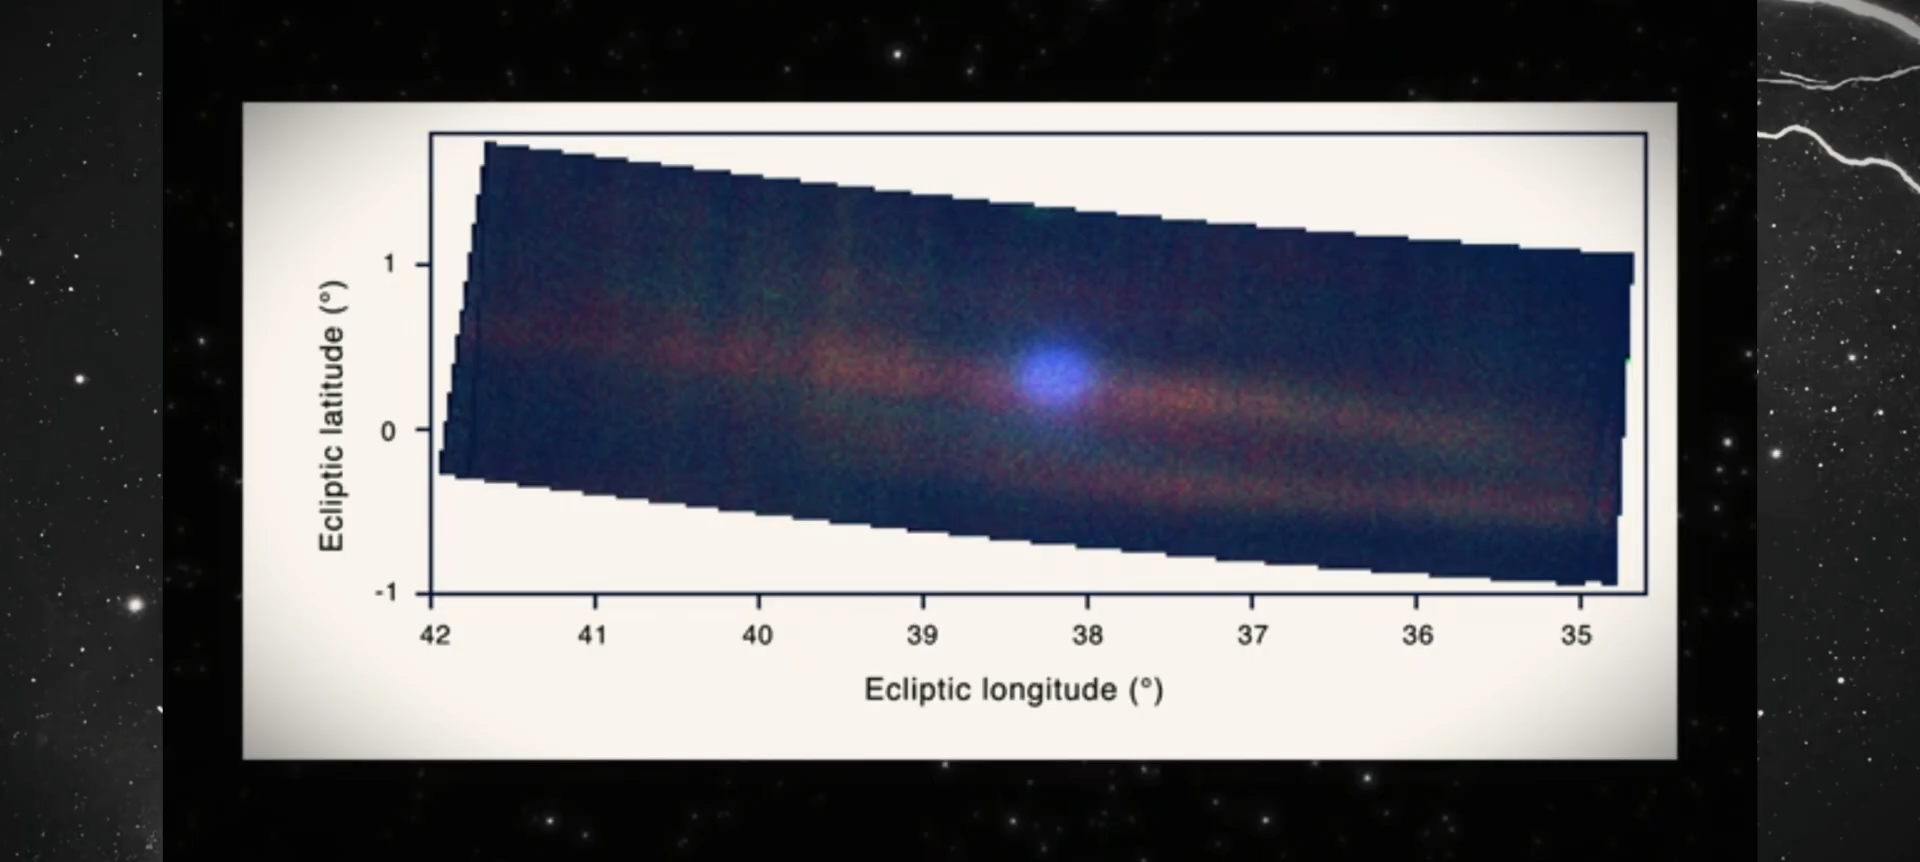 Ecliptic latitude (°)
1
0
-1
42 41 40 39 38 37 36 35
Ecliptic longitude (°)